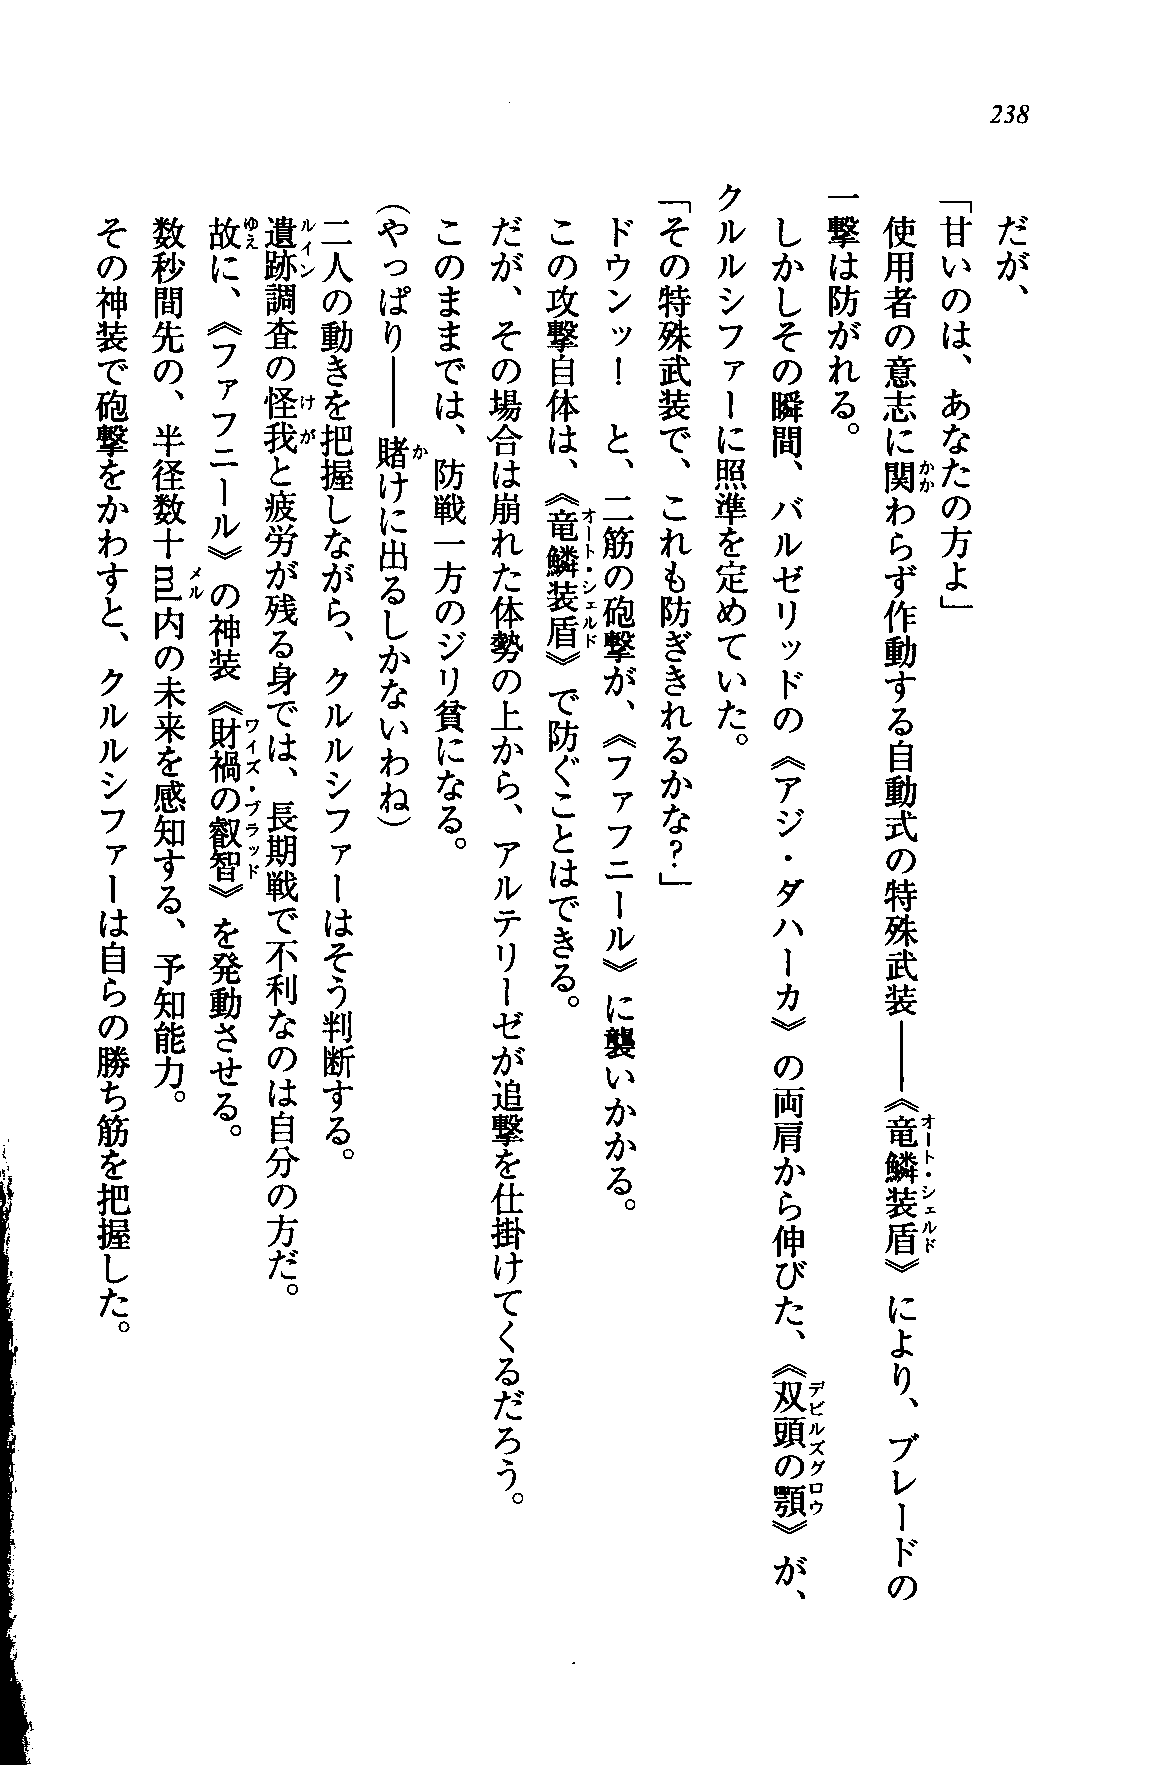 238
だが、
「甘いのは、あなたの方よ」
使用者の意志に関わらず作動する自動式の特殊武装――《竜鱗装盾》により、ブレードの
一撃は防がれる。
しかしその瞬間、バルゼリッドの《アジ・ダハーカ》の両肩から伸びた、《双頭の顎》が、
クルルシファーに照準を定めていた。
「その特殊武装で、これも防ぎきれるかな?」
ドウンッ! と、二筋の砲撃が、《ファフニール》に襲いかかる。
この攻撃自体は、《竜鱗装盾》で防ぐことはできる。
だが、その場合は崩れた体勢の上から、アルテリーゼが追撃を仕掛けてくるだろう。
このままでは、防戦一方のジリ貧になる。
(やっぱり――賭けに出るしかないわね)
二人の動きを把握しながら、クルルシファーはそう判断する。
遺跡調査の怪我と疲労が残る身では、長期戦で不利なのは自分の方だ。
故に、《ファフニール》の神装《財禍の叡智》を発動させる。
数秒間先の、半径数十ml内の未来を感知する、予知能力。
その神装で砲撃をかわすと、クルルシファーは自らの勝ち筋を把握した。